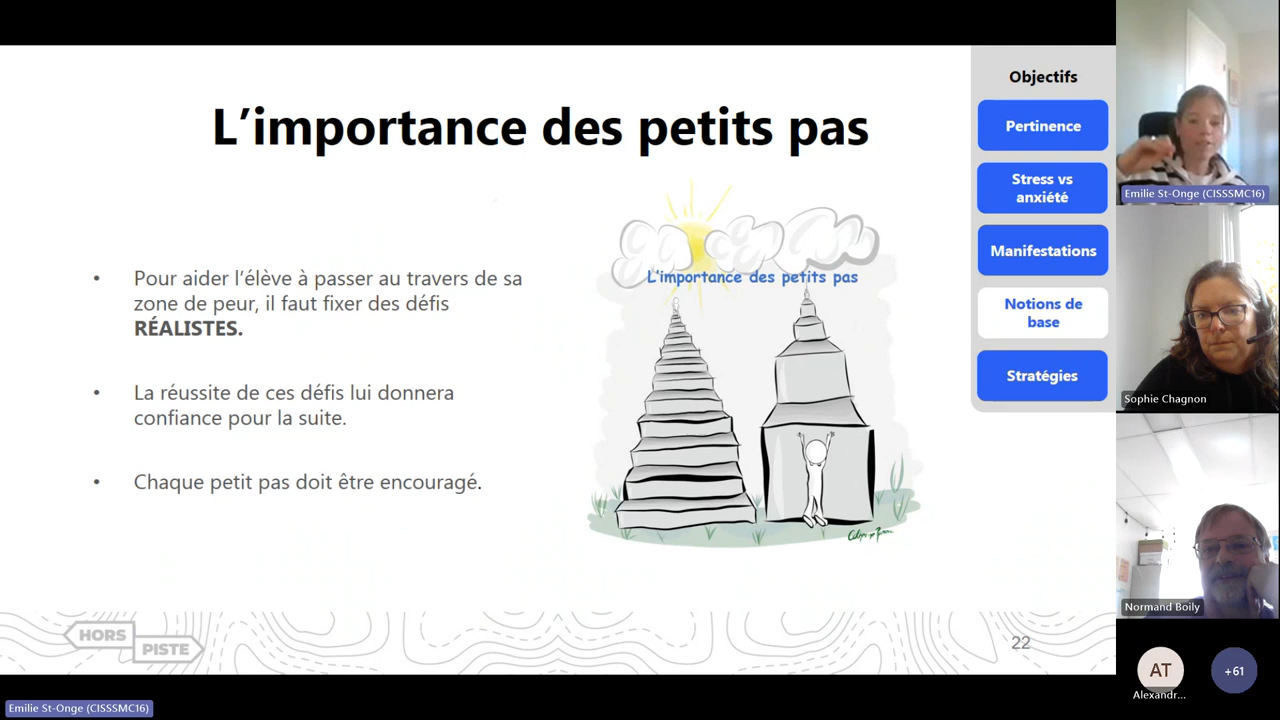 L'importance des petits pas
• Pour aider l'élève à passer au travers de sa
zone de peur, il faut fixer des défis
RÉALISTES.
• La réussite de ces défis lui donnera
confiance pour la suite.
• Chaque petit pas doit être encouragé.
L'importance des petits pas
HORS
PISTE
22
Objectifs
Pertinence
Stress vs
anxiété
Manifestations
Notions de
base
Stratégies
Emilie St-Onge (CISSSMC16)
Sophie Chagnon
Normand Boily
AT
+61
Alexandr...
Emilie St-Onge (CISSSMC16)